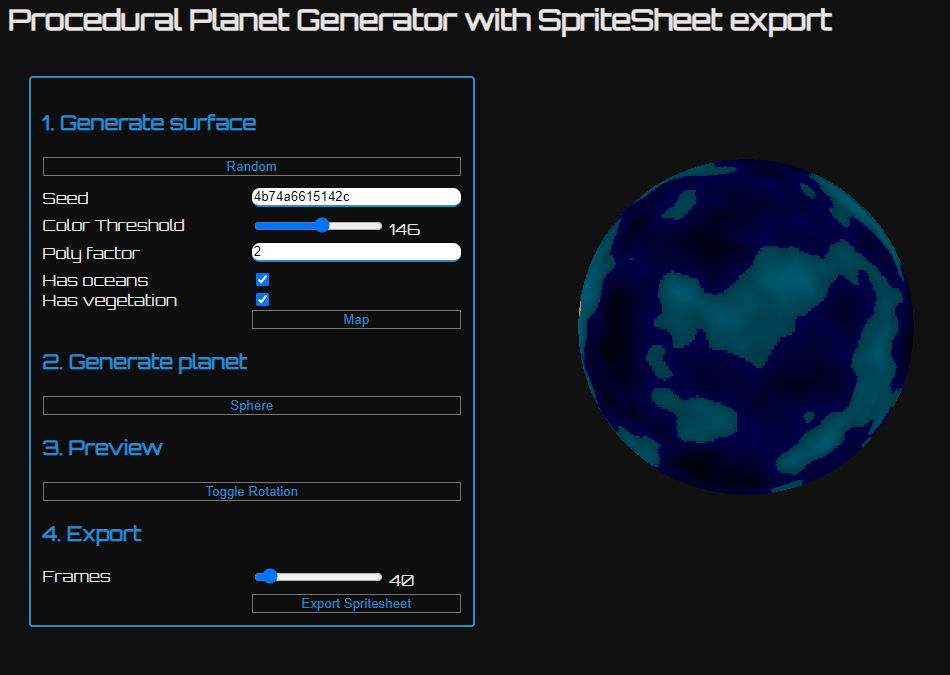 Procedural Planet Generator with SpriteSheet export
1. Generate surface
Random
Seed 4b74a6615142c
Color Threshold 146
Poly factor 2
Has oceans
Has vegetation
Map
2. Generate planet
Sphere
3. Preview
Toggle Rotation
4. Export
Frames 40
Export Spritesheet